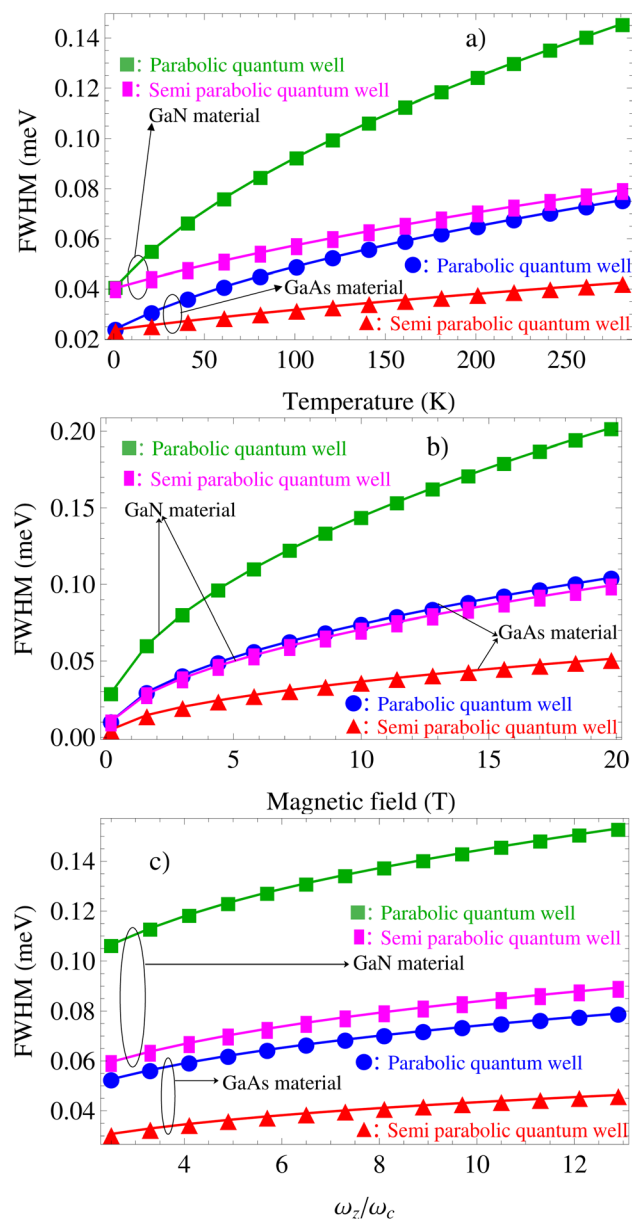 0.14
0.12
0.10
0.08
0.06
0.04
0.02
FWHM (meV
a)
: Parabolic quantum well
: Semi parabolic quantum well
GaN material
: Parabolic quantum well
GaAs material
: Semi parabolic quantum well
0 50 100 150 200 250
Temperature (K)
0.20
0.15
0.10
0.05
0.00
FWHM (meV)
b)
: Parabolic quantum well
: Semi parabolic quantum well
GaN material
GaAs material
: Parabolic quantum well
: Semi parabolic quantum well
0 5 10 15 20
Magnetic field (T)
0.14
0.12
0.10
0.08
0.06
0.04
FWHM (meV)
c)
: Parabolic quantum well
: Semi parabolic quantum well
GaN material
: Parabolic quantum well
GaAs material
: Semi parabolic quantum well
4 6 8 10 12
ω_z/ω_c